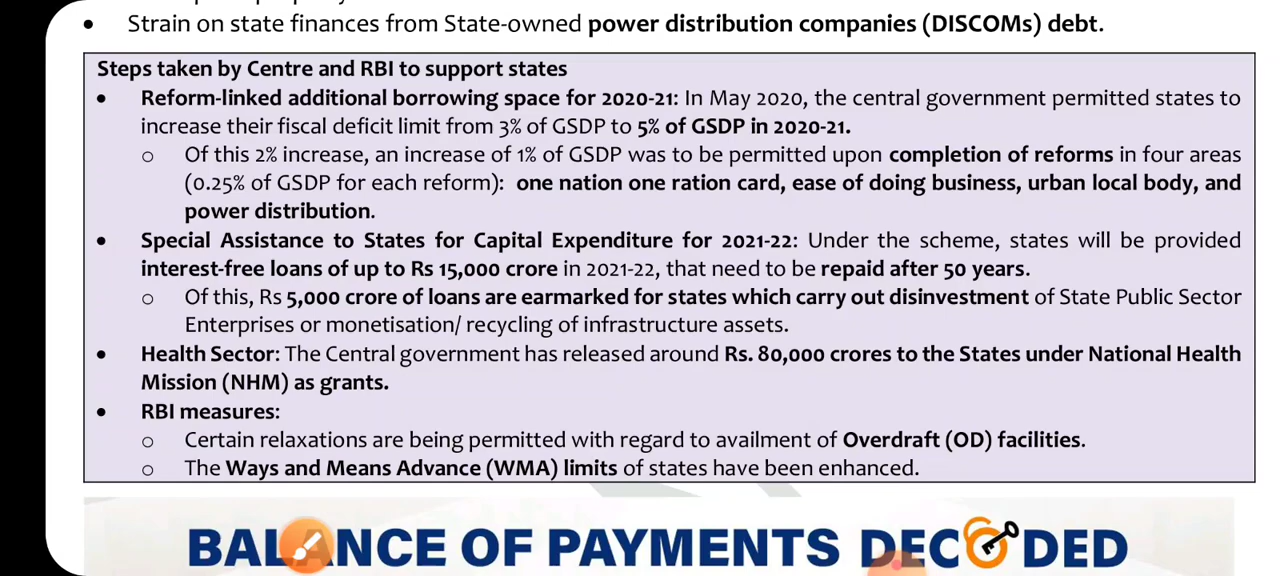 • Strain on state finances from State-owned power distribution companies (DISCOMs) debt.
Steps taken by Centre and RBI to support states
• Reform-linked additional borrowing space for 2020-21: In May 2020, the central government permitted states to
increase their fiscal deficit limit from 3% of GSDP to 5% of GSDP in 2020-21.
o Of this 2% increase, an increase of 1% of GSDP was to be permitted upon completion of reforms in four areas
(0.25% of GSDP for each reform): one nation one ration card, ease of doing business, urban local body, and
power distribution.
• Special Assistance to States for Capital Expenditure for 2021-22: Under the scheme, states will be provided
interest-free loans of up to Rs 15,000 crore in 2021-22, that need to be repaid after 50 years.
o Of this, Rs 5,000 crore of loans are earmarked for states which carry out disinvestment of State Public Sector
Enterprises or monetisation/ recycling of infrastructure assets.
• Health Sector: The Central government has released around Rs. 80,000 crores to the States under National Health
Mission (NHM) as grants.
• RBI measures:
o Certain relaxations are being permitted with regard to availment of Overdraft (OD) facilities.
o The Ways and Means Advance (WMA) limits of states have been enhanced.
BALANCE OF PAYMENTS DECODED